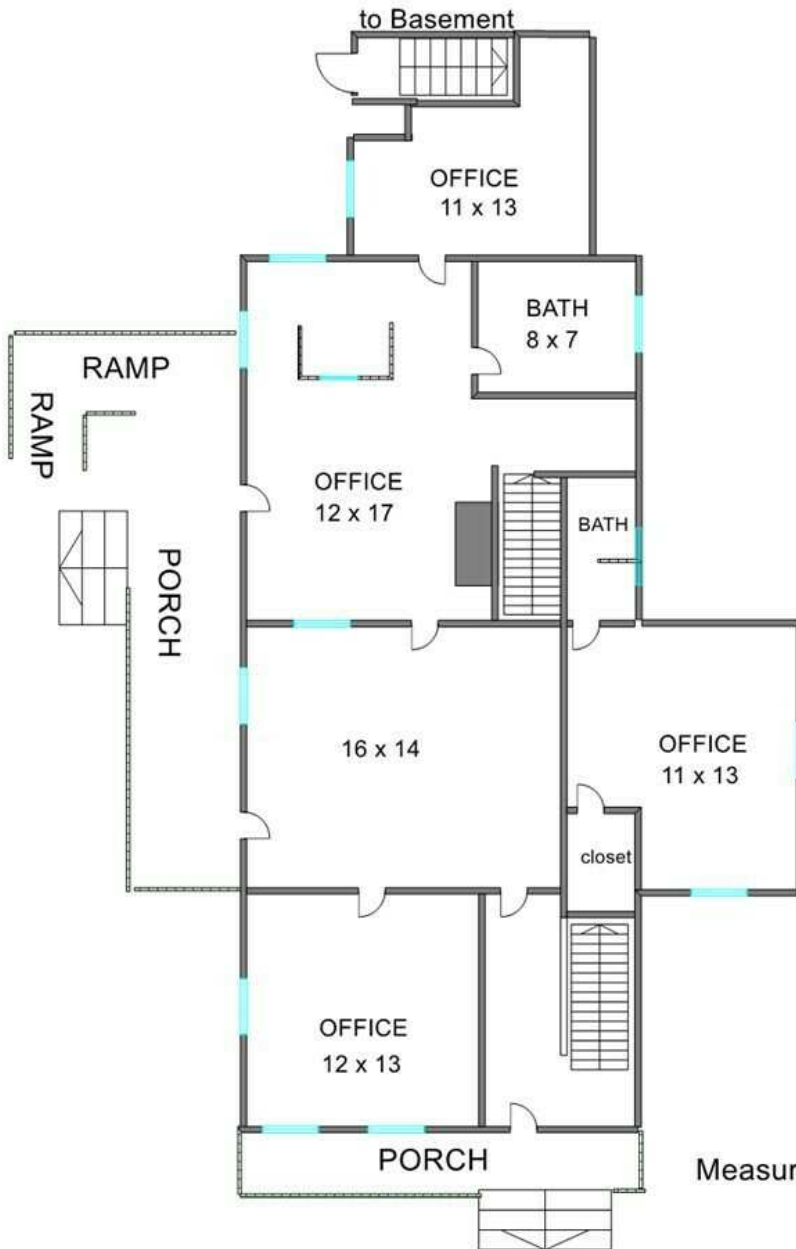 to Basement
OFFICE
11 x 13
BATH
8 x 7
RAMP
RAMP
OFFICE
12 x 17
BATH
PORCH
16 x 14
OFFICE
11 x 13
closet
OFFICE
12 x 13
PORCH
Measur